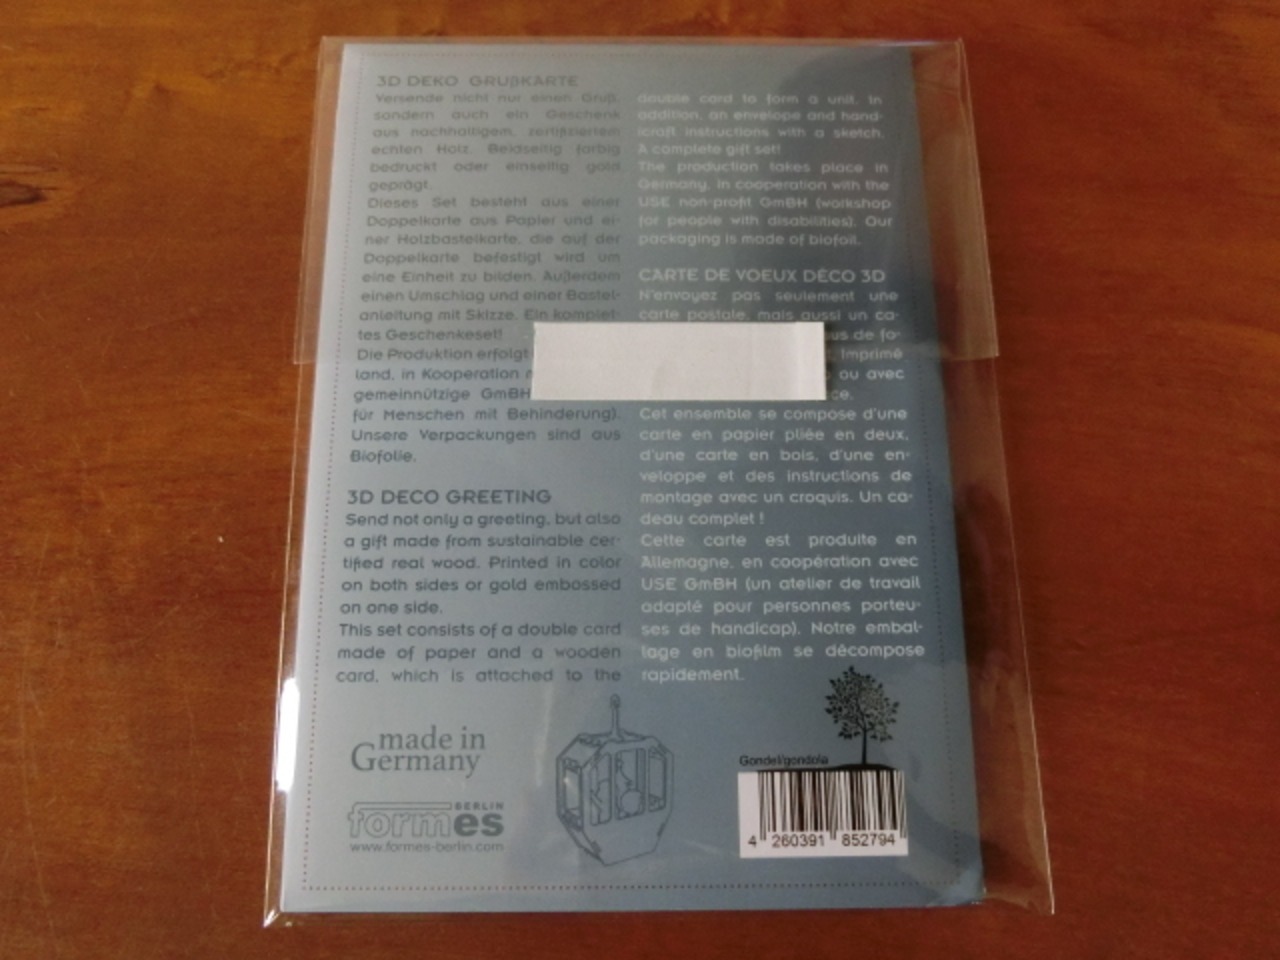 3D DEKO GRUßKARTE
Versende nicht nur einen Gruß,
sondern auch ein Geschenk
aus nachhaltigem, zertifiziertem
echten Holz. Beidseitig farbig
bedruckt oder einseitig gold
geprägt.
Dieses Set besteht aus einer
Doppelkarte aus Papier und ei-
ner Holzbastelkarte, die auf der
Doppelkarte befestigt wird um
eine Einheit zu bilden. Außerdem
einen Umschlag und einer Bastel-
anleitung mit Skizze. Ein komplet-
tes Geschenkeset!
Die Produktion erfolgt
land, in Kooperation
gemeinnützige GmBH
für Menschen mit Behinderung).
Unsere Verpackungen sind aus
Biofolie.
3D DECO GREETING
Send not only a greeting, but also
a gift made from sustainable cer-
tified real wood. Printed in color
on both sides or gold embossed
on one side.
This set consists of a double card
made of paper and a wooden
card, which is attached to the
double card to form a unit. In
addition, an envelope and hand-
icraft instructions with a sketch.
A complete gift set!
The production takes place in
Germany, in cooperation with the
USE non-profit GmBH (workshop
for people with disabilities). Our
packaging is made of biofoil.
CARTE DE VOEUX DÉCO 3D
N'envoyez pas seulement une
carte postale, mais aussi un ca-
de fo-
Imprimé
ou avec
Cet ensemble se compose d'une
carte en papier pliée en deux,
d'une carte en bois, d'une en-
veloppe et des instructions de
montage avec un croquis. Un ca-
deau complet !
Cette carte est produite en
Allemagne, en coopération avec
USE GmBH (un atelier de travail
adapté pour personnes porteu-
ses de handicap). Notre embal-
lage en biofilm se décompose
rapidement.
made in
Germany
BERLIN
formes
www.formes-berlin.com
Gondel/gondola
4 260391 852794